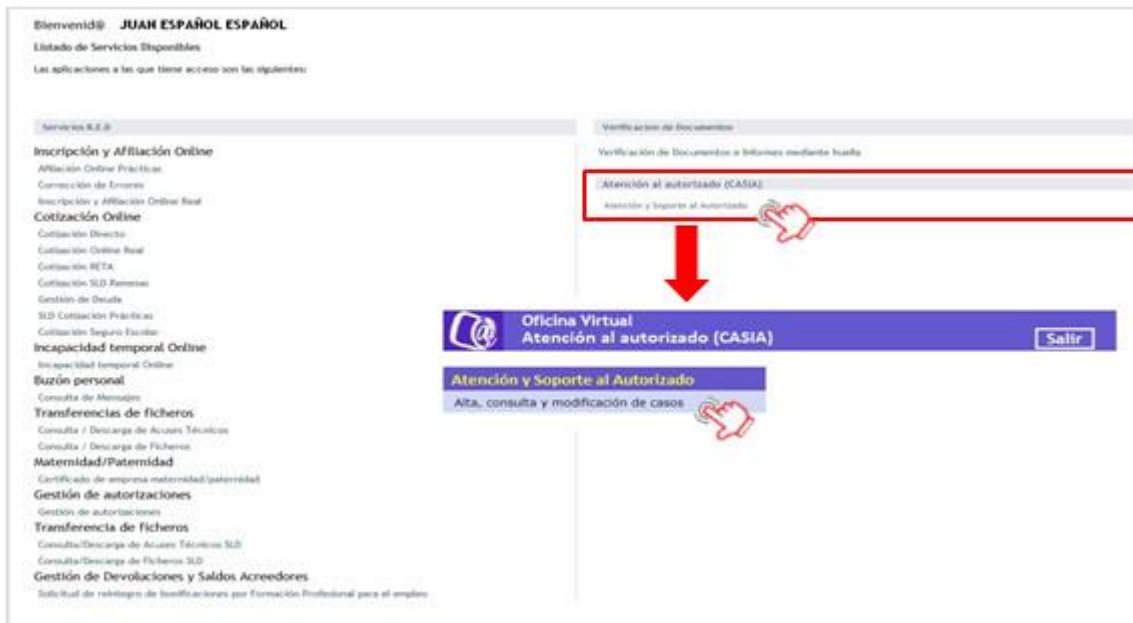 Bienvenid@ JUAN ESPAÑOL ESPAÑOL
Listado de Servicios Disponibles
Las aplicaciones a las que tiene acceso son las siguientes:
Servicios R.E.D
Inscripción y Afiliación Online
Afiliación Online Prácticas
Corrección de Errores
Inscripción y Afiliación Online Real
Cotización Online
Cotización Directo
Cotización Online Real
Cotización RETA
Cotización SLD Remesas
Gestión de Deuda
SLD Cotización Prácticas
Cotización Seguro Escolar
Incapacidad temporal Online
Incapacidad temporal Online
Buzón personal
Consulta de Mensajes
Transferencias de ficheros
Consulta / Descarga de Acuses Técnicos
Consulta / Descarga de Ficheros
Maternidad/Paternidad
Certificado de empresa maternidad/paternidad
Gestión de autorizaciones
Gestión de autorizaciones
Transferencia de ficheros
Consulta/Descarga de Acuses Técnicos SLD
Consulta/Descarga de Ficheros SLD
Gestión de Devoluciones y Saldos Acreedores
Solicitud de reintegro de bonificaciones por Formación Profesional para el empleo
Verificacion de Documentos
Verificación de Documentos e Informes mediante huella
Atención al autorizado (CASIA)
Atención y Soporte al Autorizado
Oficina Virtual
Atención al autorizado (CASIA)
Salir
Atención y Soporte al Autorizado
Alta, consulta y modificación de casos